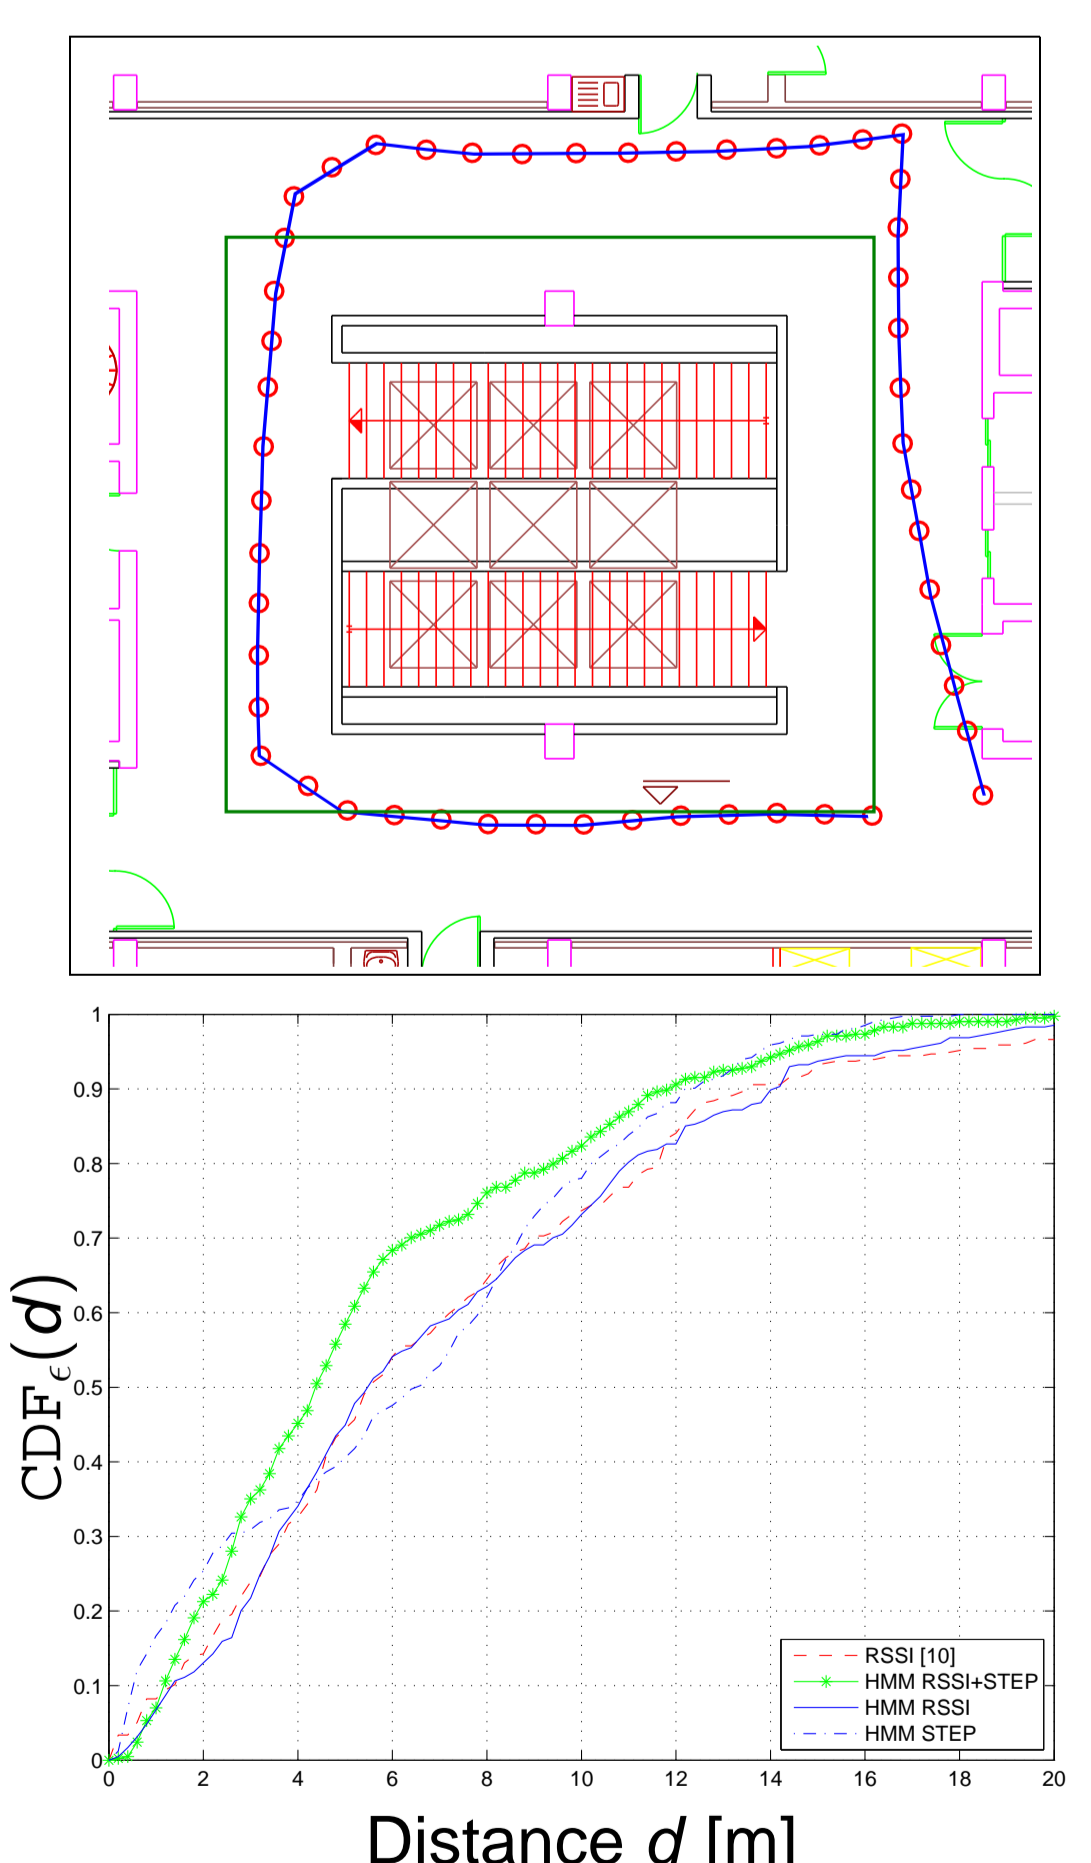 1
0.9
0.8
0.7
0.6
0.5
0.4
0.3
0.2
0.1
0
CDFϵ(d)
RSSI [10]
HMM RSSI+STEP
HMM RSSI
HMM STEP
0 2 4 6 8 10 12 14 16 18 20
Distance d [m]